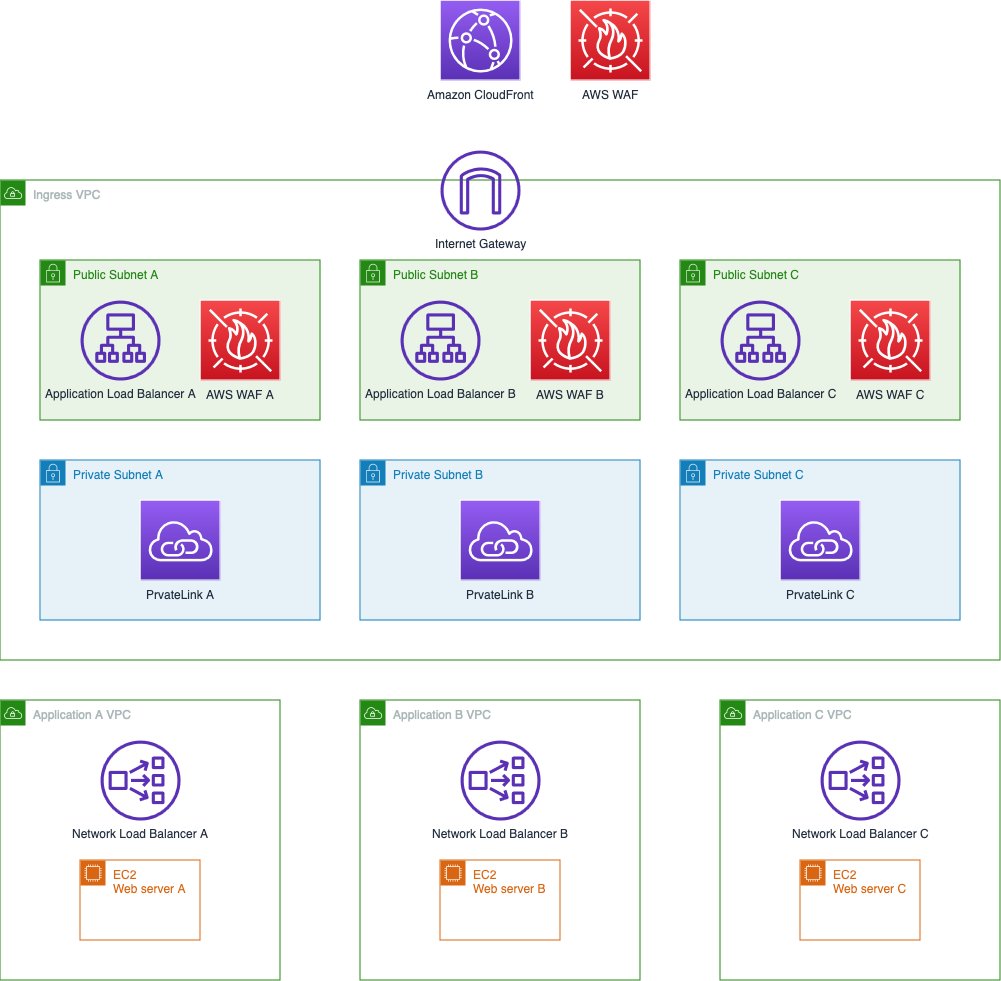 Amazon CloudFront
AWS WAF
Ingress VPC
Internet Gateway
Public Subnet A
Public Subnet B
Public Subnet C
Application Load Balancer A
AWS WAF A
Application Load Balancer B
AWS WAF B
Application Load Balancer C
AWS WAF C
Private Subnet A
Private Subnet B
Private Subnet C
PrvateLink A
PrvateLink B
PrvateLink C
Application A VPC
Application B VPC
Application C VPC
Network Load Balancer A
Network Load Balancer B
Network Load Balancer C
EC2
Web server A
EC2
Web server B
EC2
Web server C